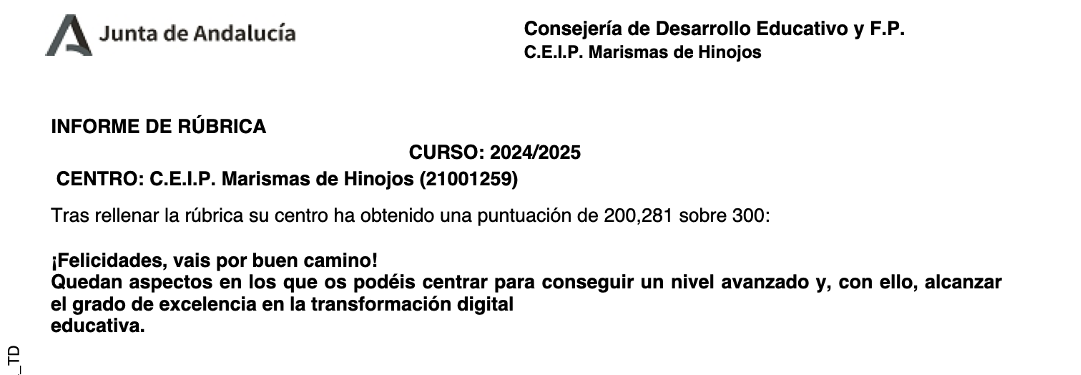 Junta de Andalucía
Consejería de Desarrollo Educativo y F.P.
C.E.I.P. Marismas de Hinojos
INFORME DE RÚBRICA
CURSO: 2024/2025
CENTRO: C.E.I.P. Marismas de Hinojos (21001259)
Tras rellenar la rúbrica su centro ha obtenido una puntuación de 200,281 sobre 300:
¡Felicidades, vais por buen camino!
Quedan aspectos en los que os podéis centrar para conseguir un nivel avanzado y, con ello, alcanzar
el grado de excelencia en la transformación digital
educativa.
_TD